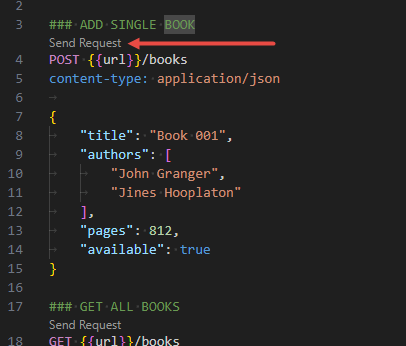 2
3 ### ADD SINGLE BOOK
Send Request
4 POST {{url}}/books
5 content-type: application/json
6
7 {
8 "title": "Book 001",
9 "authors": [
10 "John Granger",
11 "Jines Hooplaton"
12 ],
13 "pages": 812,
14 "available": true
15 }
16
17 ### GET ALL BOOKS
Send Request
18 GET {{url}}/books